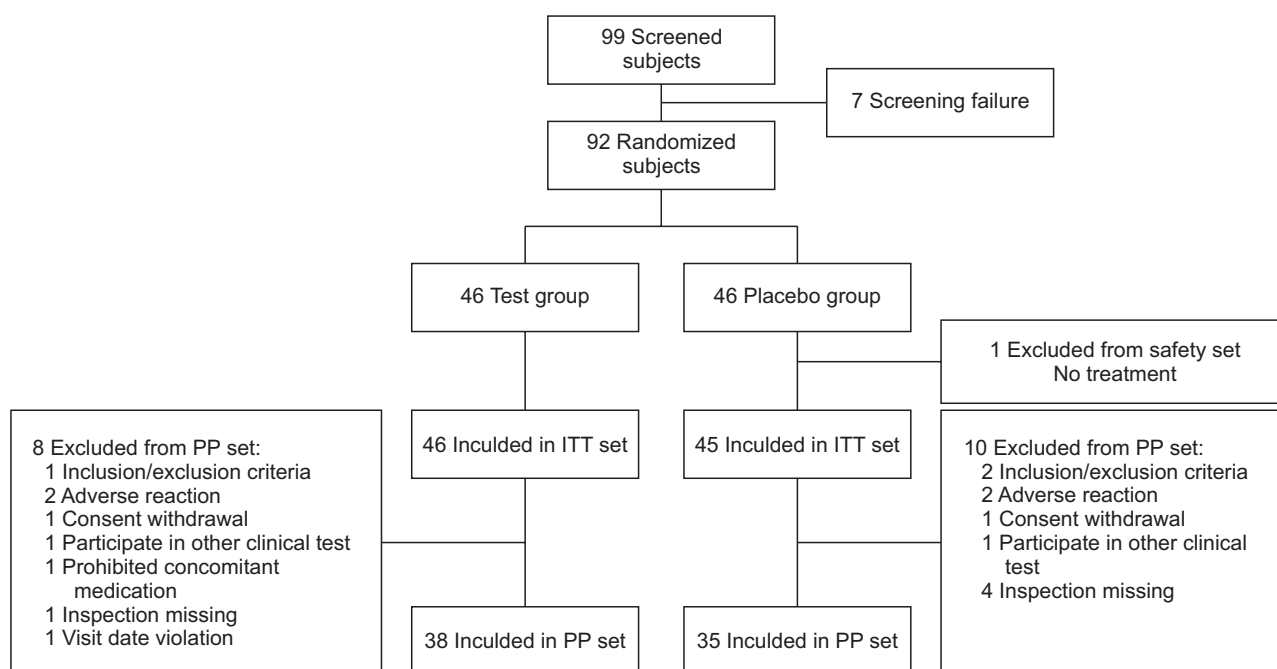 99 Screened
subjects
7 Screening failure
92 Randomized
subjects
46 Test group
46 Placebo group
1 Excluded from safety set
No treatment
46 Inculded in ITT set
45 Inculded in ITT set
8 Excluded from PP set:
1 Inclusion/exclusion criteria
2 Adverse reaction
1 Consent withdrawal
1 Participate in other clinical test
1 Prohibited concomitant
medication
1 Inspection missing
1 Visit date violation
10 Excluded from PP set:
2 Inclusion/exclusion criteria
2 Adverse reaction
1 Consent withdrawal
1 Participate in other clinical
test
4 Inspection missing
38 Inculded in PP set
35 Inculded in PP set